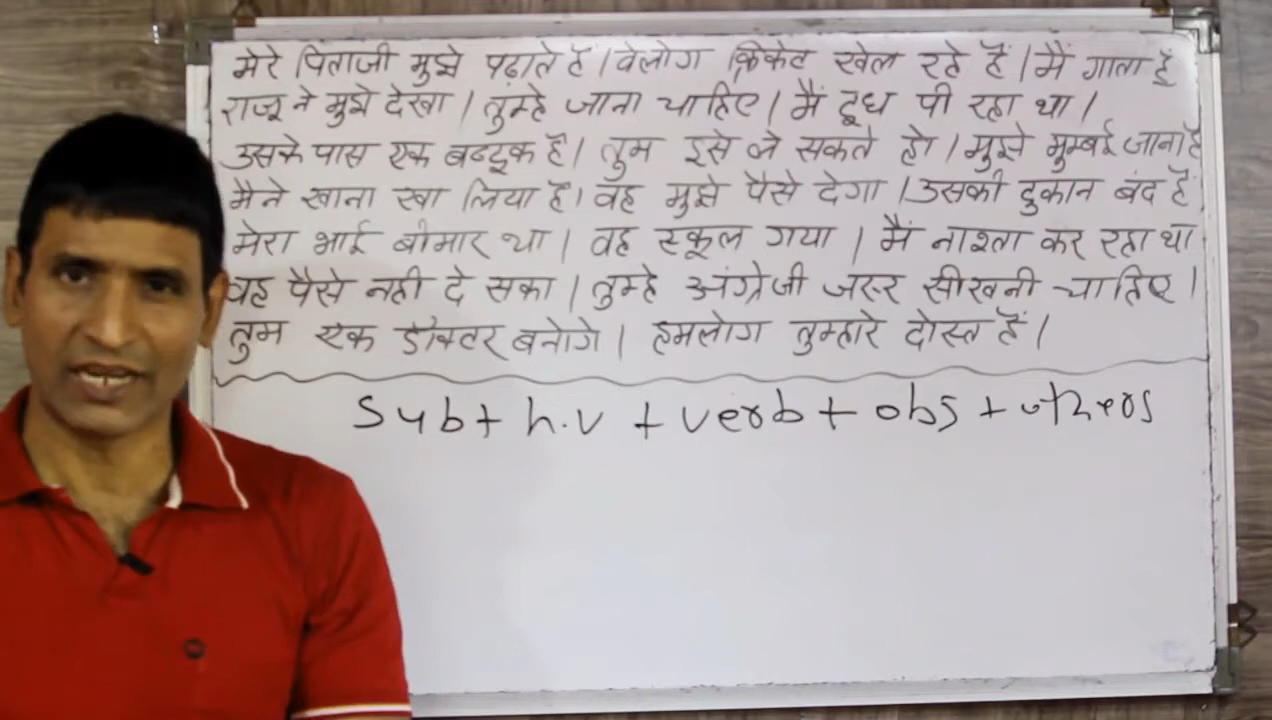 मेरे पिताजी मुझे पढाते हैं। वेलोग क्रिकेट खेल रहे हैं। मैं गाता हूँ
राजू ने मुझे देखा। तुम्हे जाना चाहिए। मैं दूध पी रहा था।
उसके पास एक बन्दूक है। तुम इसे ले सकते हो। मुझे मुम्बई जाना है
मैने खाना खा लिया है। वह मुझे पैसे देगा। उसकी दुकान बंद है
मेरा भाई बीमार था। वह स्कूल गया। मैं नाश्ता कर रहा था
वह पैसे नही दे सका। तुम्हे अंग्रेजी जरूर सीखनी चाहिए।
तुम एक डॉक्टर बनोगे। हमलोग तुम्हारे दोस्त हैं।
Sub + h.v + verb + obj + others